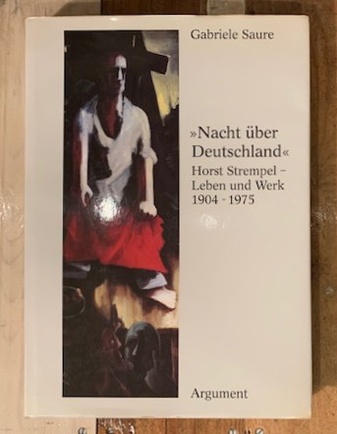 Gabriele Saure
»Nacht über
Deutschland«
Horst Strempel –
Leben und Werk
1904 - 1975
Argument